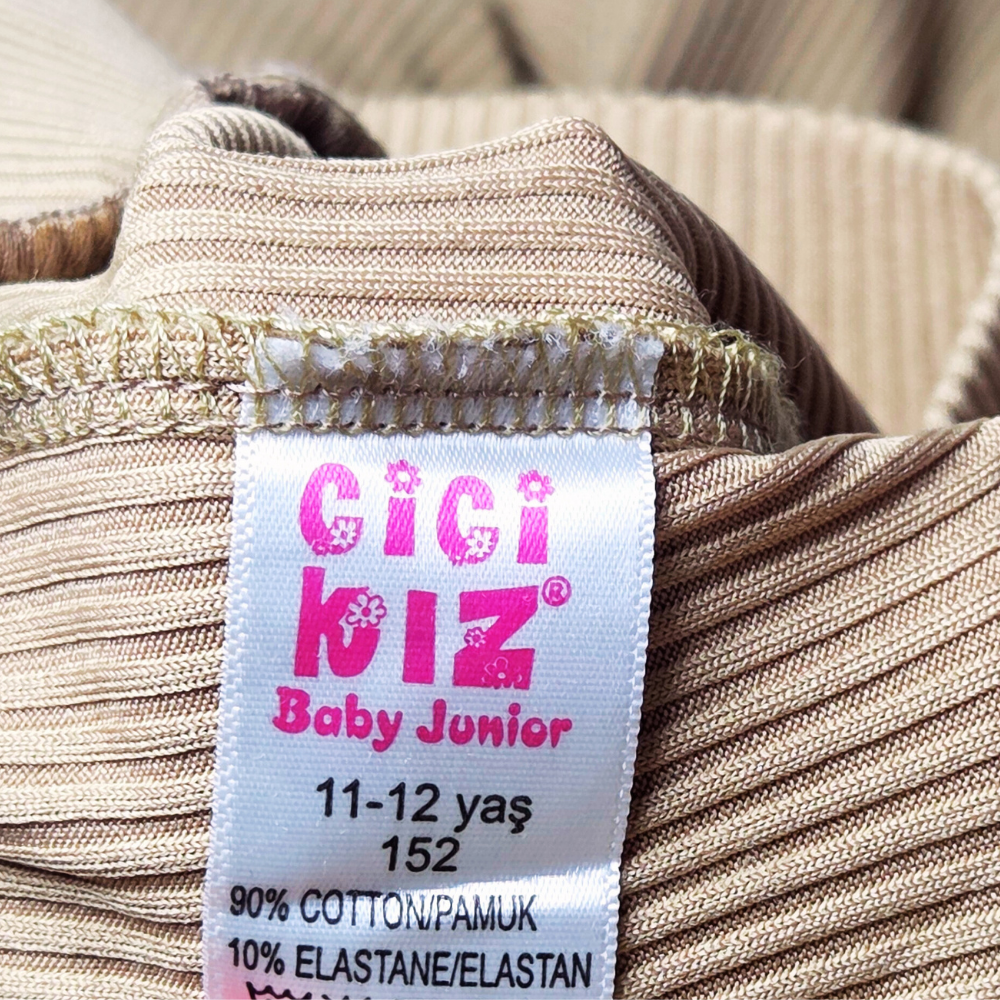 cici
kız®
Baby Junior
11-12 yaş
152
90% COTTON/PAMUK
10% ELASTANE/ELASTAN